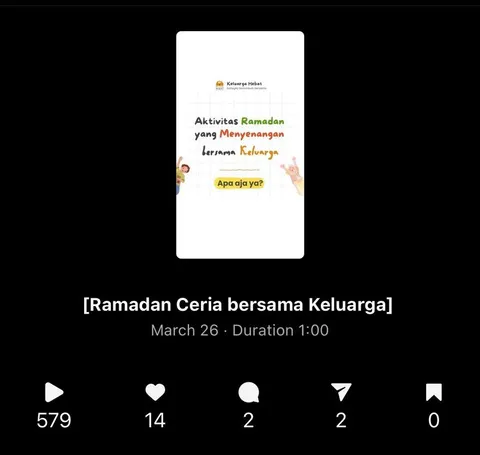 Keluarga Hebat
Aktivitas Ramadan
yang Menyenangan
bersama Keluarga
Apa aja ya?
[Ramadan Ceria bersama Keluarga]
March 26 · Duration 1:00
579 14 2 2 0